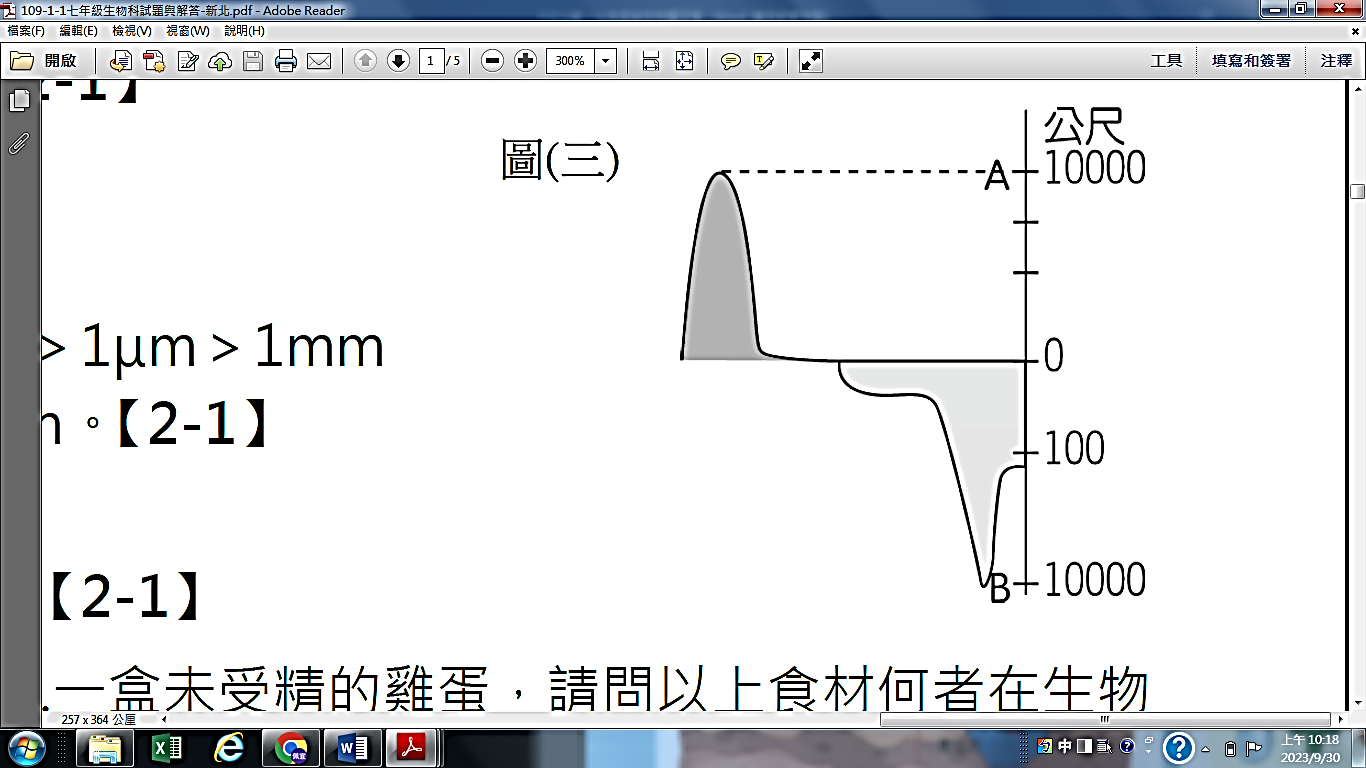 109-1-1七年級生物科試題與解答-新北.pdf - Adobe Reader
檔案(F) 編輯(E) 檢視(V) 視窗(W) 說明(H)
開啟 1 / 5 300% 工具 填寫和簽署 注釋
2-1】
公尺
圖(三)
A 10000
> 1μm > 1mm
0
。【2-1】
100
B 10000
【2-1】
一盒未受精的雞蛋，請問以上食材何者在生物
257 x 364 公厘
中
上午 10:18
2023/9/30